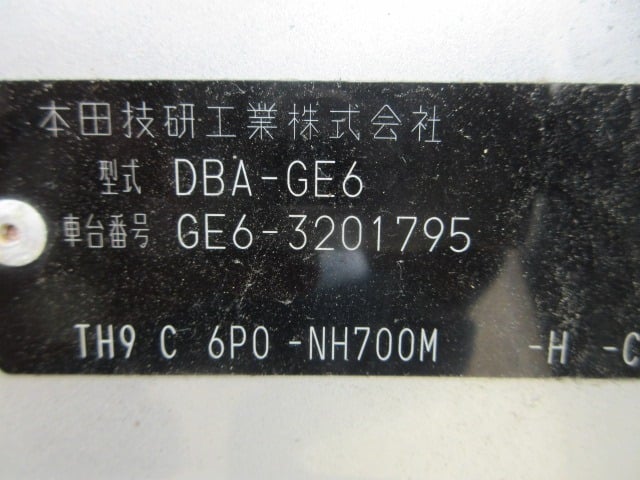 本田技研工業株式会社
型式 DBA-GE6
車台番号 GE6-3201795
TH9 C 6P0 -NH700M -H -C